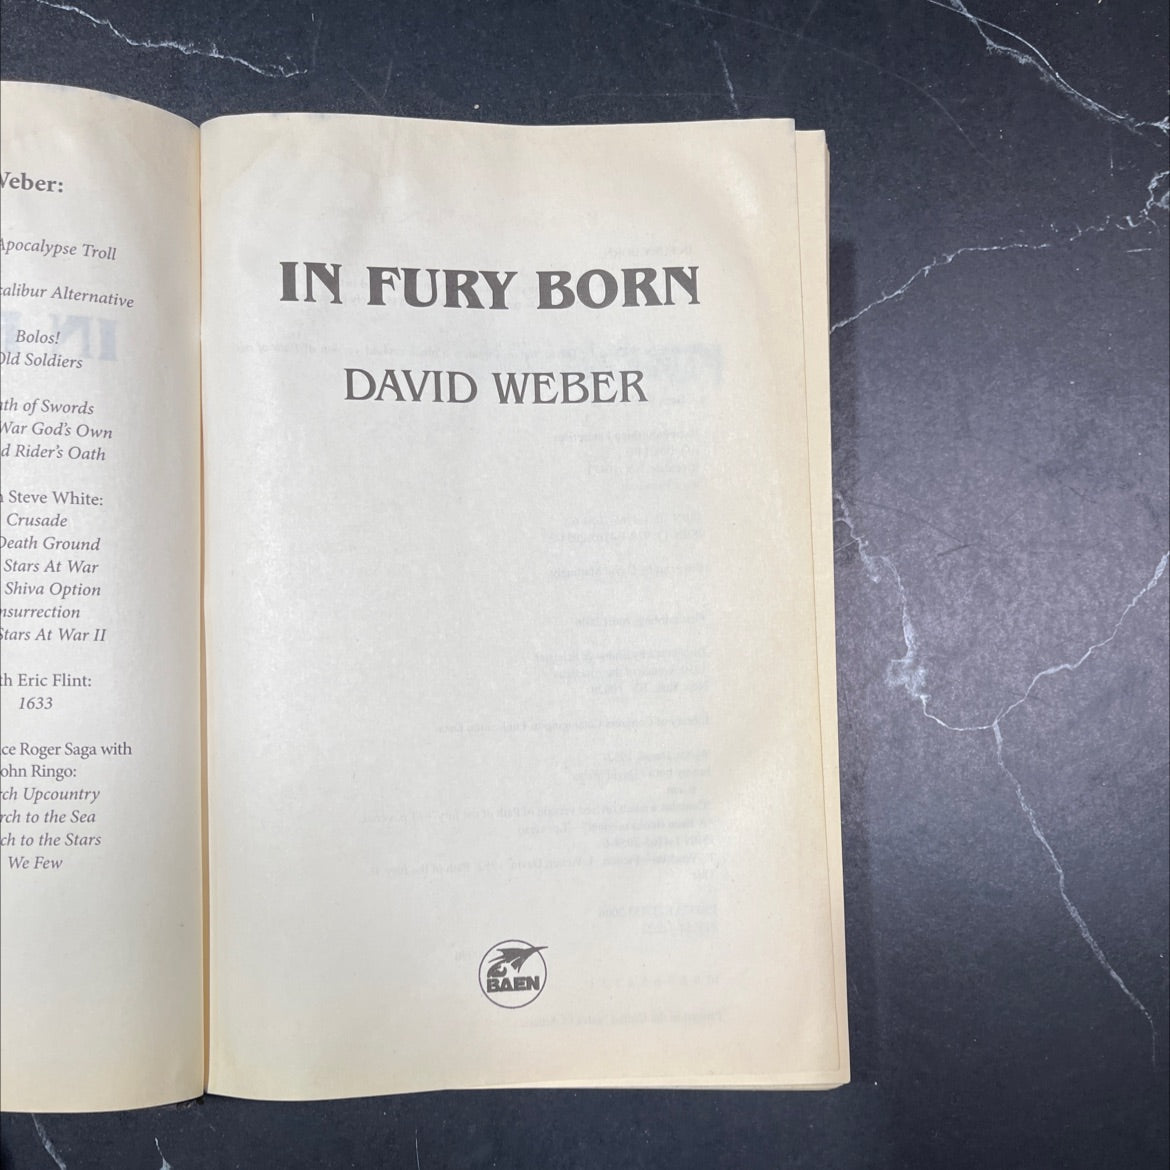 Weber:
Apocalypse Troll
calibur Alternative
Bolos!
Old Soldiers
ath of Swords
War God's Own
d Rider's Oath
Steve White:
Crusade
Death Ground
Stars At War
Shiva Option
nsurrection
Stars At War II
th Eric Flint:
1633
ce Roger Saga with
ohn Ringo:
rch Upcountry
rch to the Sea
ch to the Stars
We Few
IN FURY BORN
DAVID WEBER
BAEN